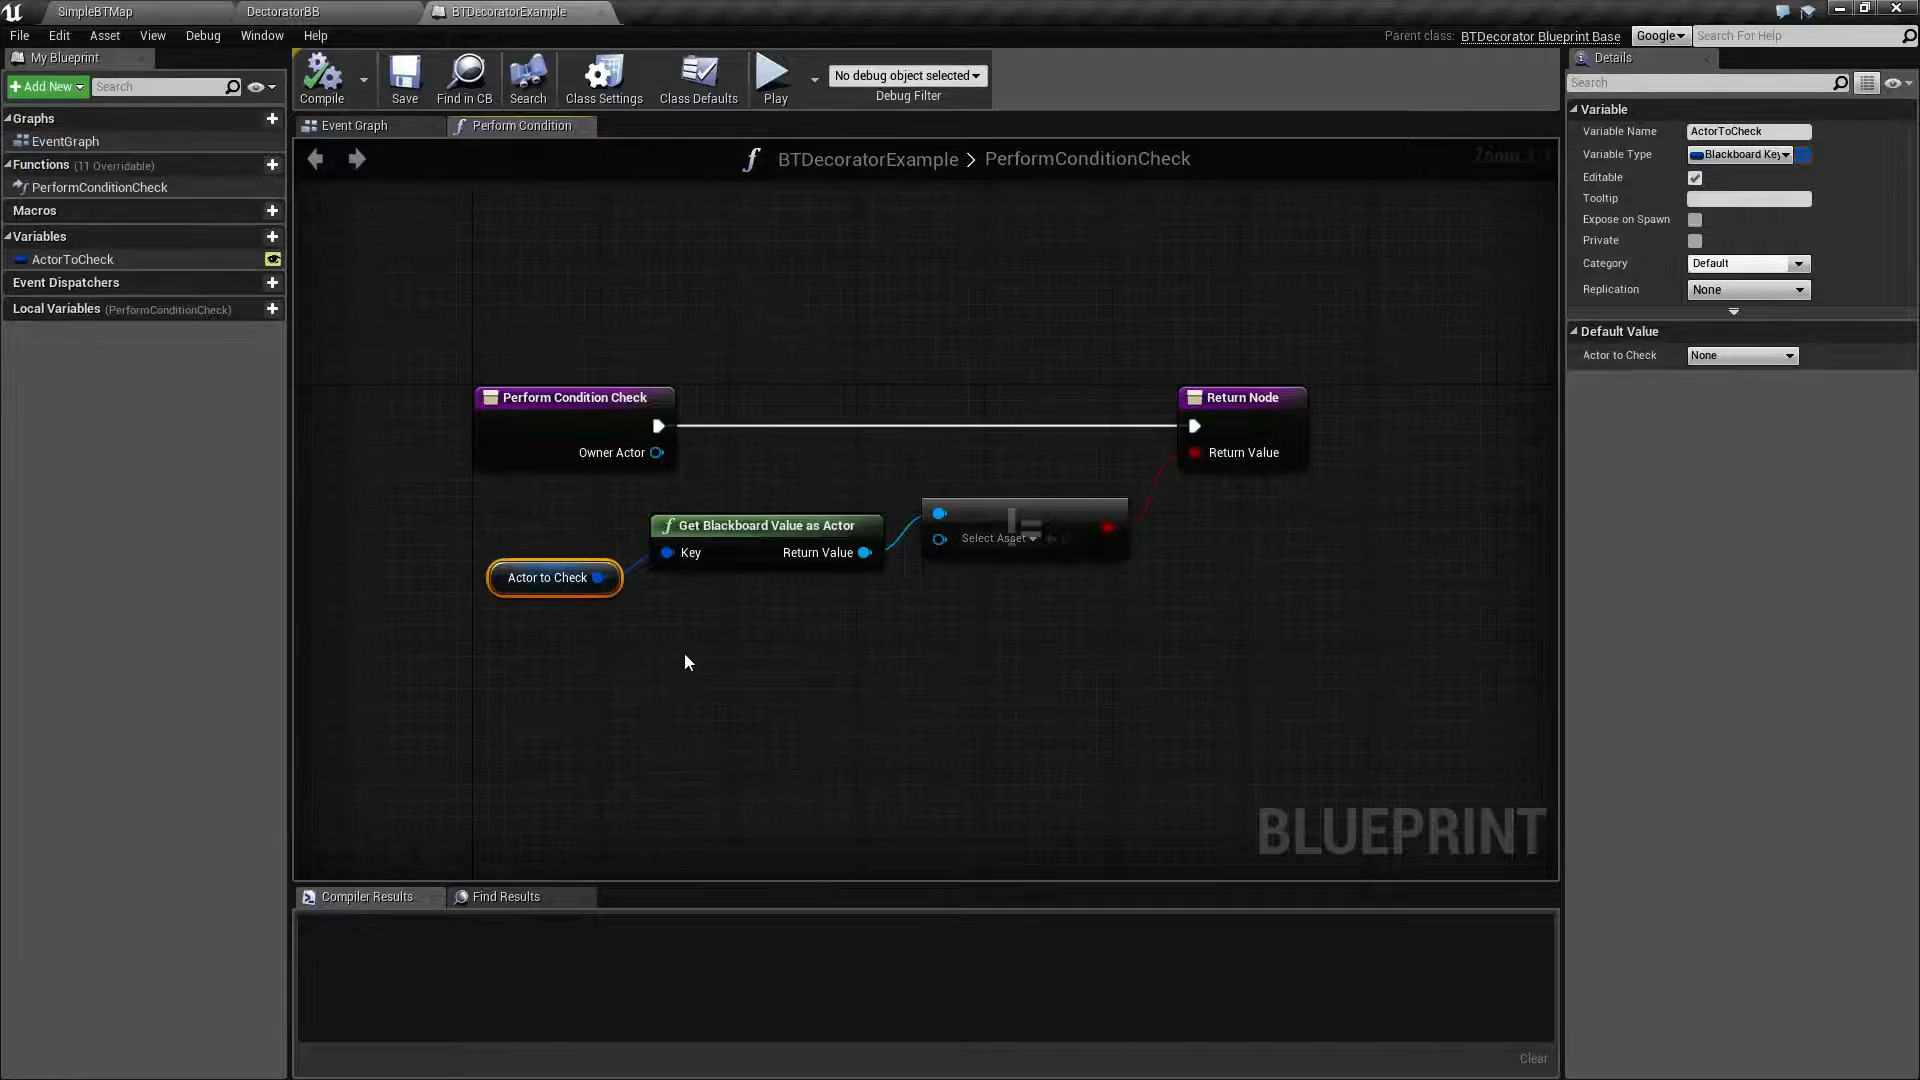 SimpleBTMap
DectoratorBB
BTDecoratorExample
File Edit Asset View Debug Window Help
Parent class: BTDecorator Blueprint Base
Google
Search For Help
My Blueprint
Add New
Search
Graphs
EventGraph
Functions (11 Overridable)
PerformConditionCheck
Macros
Variables
ActorToCheck
Event Dispatchers
Local Variables (PerformConditionCheck)
Compile
Save
Find in CB
Search
Class Settings
Class Defaults
Play
No debug object selected
Debug Filter
Event Graph
Perform Condition
BTDecoratorExample > PerformConditionCheck
Zoom 1:1
Perform Condition Check
Owner Actor
Return Node
Return Value
f Get Blackboard Value as Actor
Key
Return Value
Actor to Check
!=
Select Asset
BLUEPRINT
Compiler Results
Find Results
Clear
Details
Search
Variable
Variable Name ActorToCheck
Variable Type Blackboard Key
Editable
Tooltip
Expose on Spawn
Private
Category Default
Replication None
Default Value
Actor to Check None